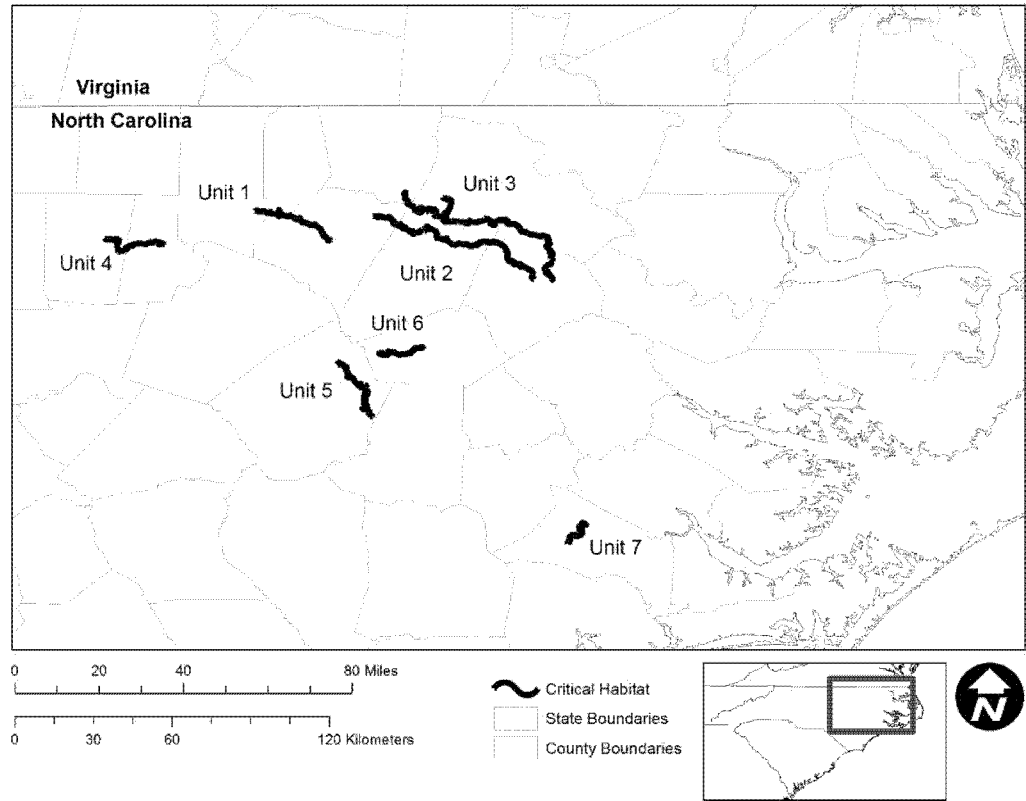 Virginia
North Carolina
Unit 3
Unit 1
Unit 4
Unit 2
Unit 6
Unit 5
Unit 7
0 20 40 80 Miles
0 30 60 120 Kilometers
Critical Habitat
State Boundaries
County Boundaries
N